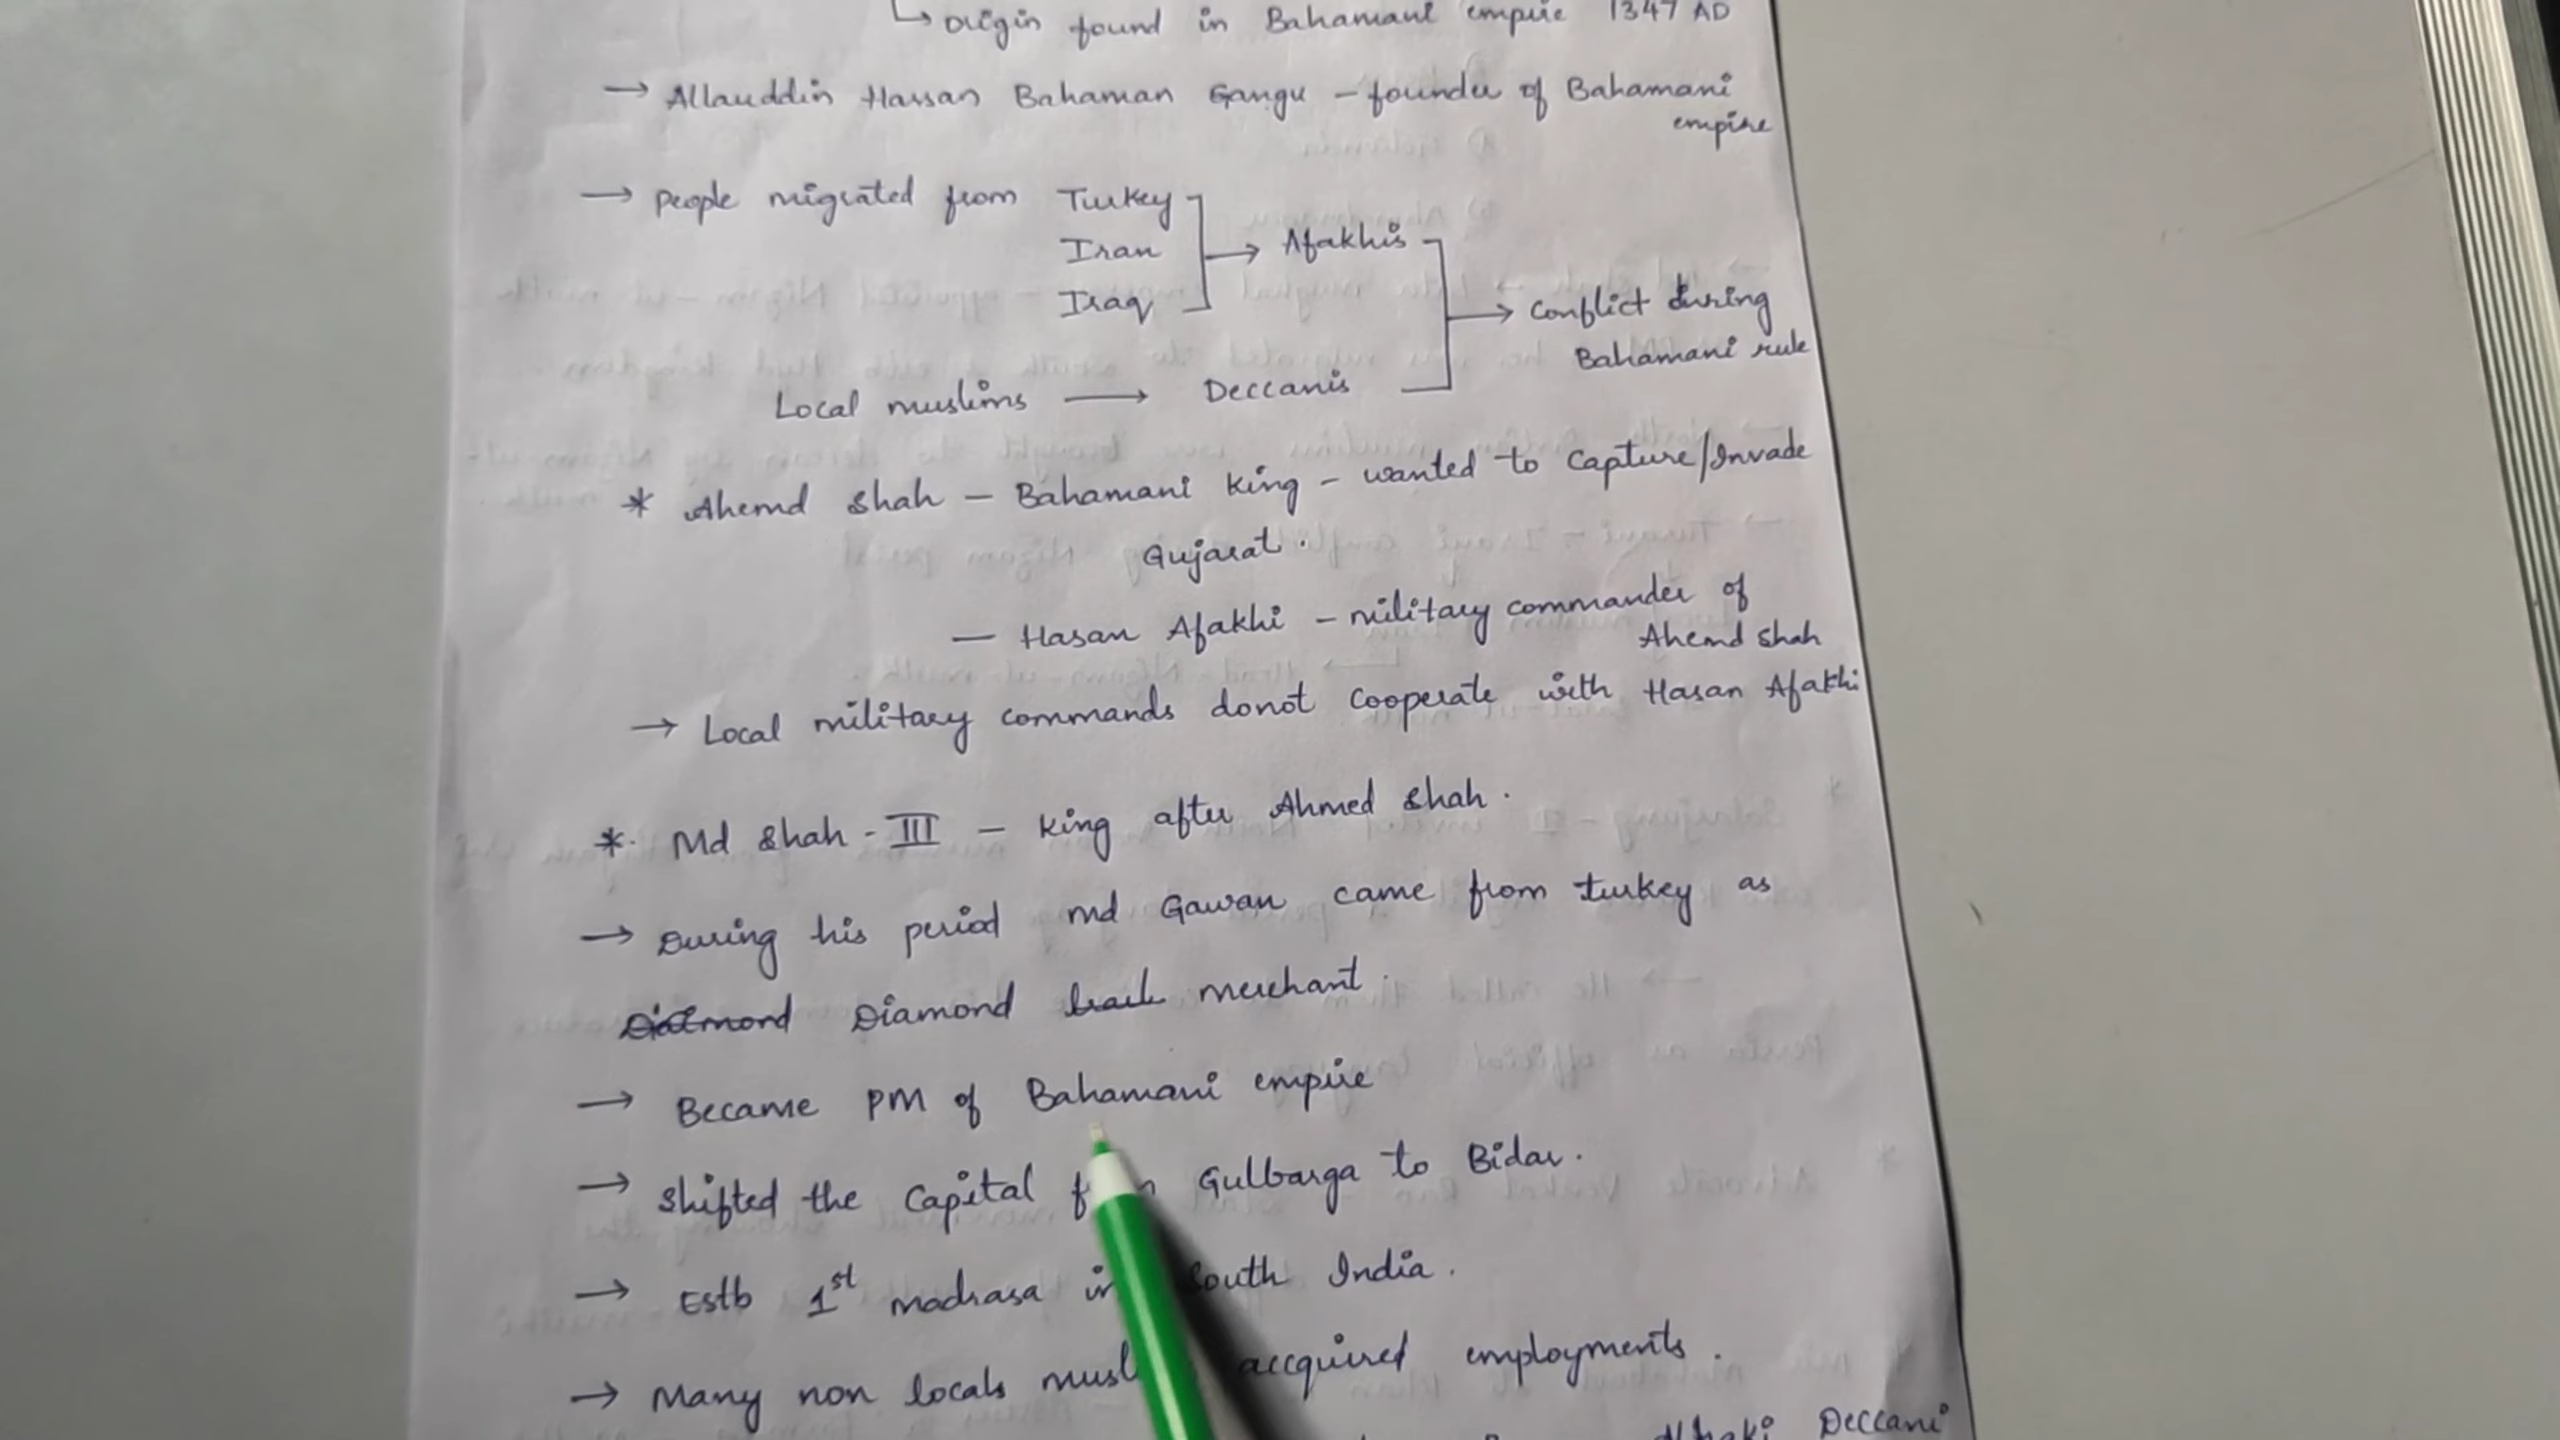 ↳ origin found in Bahamani empire 1347 AD
→ Allauddin Hassan Bahaman Gangu - founder of Bahamani
empire
→ people migrated from Turkey
Iran → Afakhis
Iraq
→ Conflict during
Bahamani rule
Local muslims → Deccanis
* Ahemd Shah - Bahamani King - wanted to Capture/Invade
Gujarat.
- Hasan Afakhi - military commander of
Ahemd Shah
→ Local military commands donot Cooperate with Hasan Afakhi
* Md Shah - III - King after Ahmed Shah.
→ During his period md Gawan came from turkey as
Diamond merchant.
→ Became PM of Bahamani empire
→ Shifted the Capital Gulbarga to Bidar.
→ Estb 1st madrasa in South India.
→ Many non locals accquired employments.
Deccani